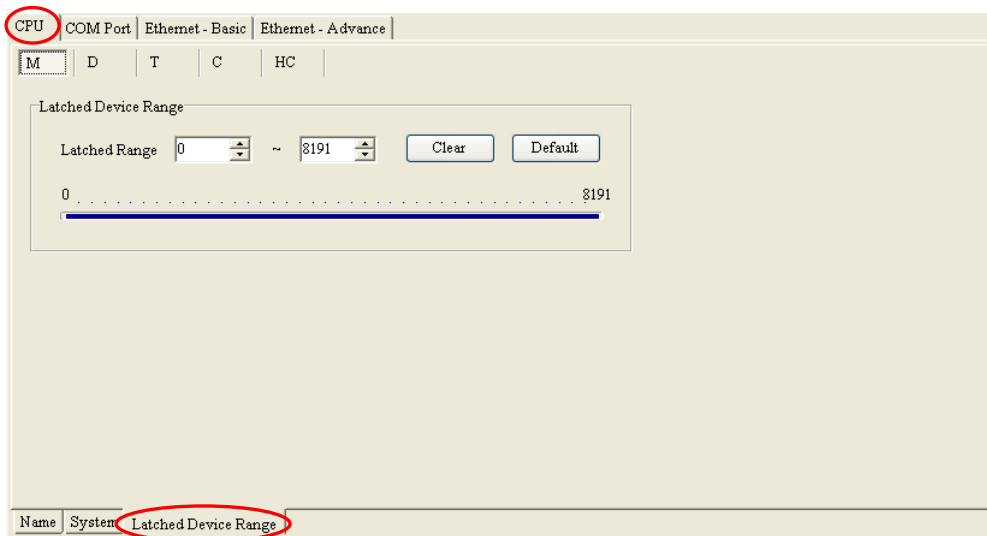 CPU COM Port Ethernet - Basic Ethernet - Advance
M D T C HC
Latched Device Range
Latched Range 0 ~ 8191 Clear Default
0 8191
Name System Latched Device Range